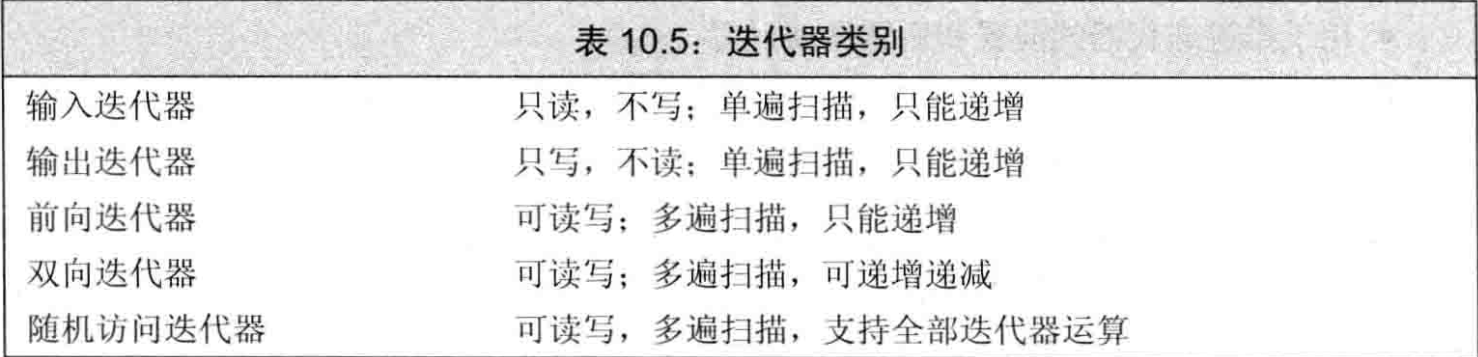 表 10.5：迭代器类别
输入迭代器 只读，不写；单遍扫描，只能递增
输出迭代器 只写，不读；单遍扫描，只能递增
前向迭代器 可读写；多遍扫描，只能递增
双向迭代器 可读写；多遍扫描，可递增递减
随机访问迭代器 可读写，多遍扫描，支持全部迭代器运算